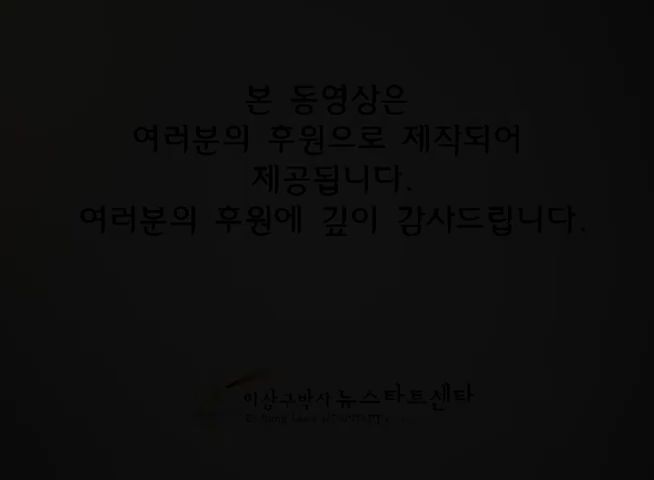 본 동영상은
여러분의 후원으로 제작되어
제공됩니다.
여러분의 후원에 깊이 감사드립니다.
이상구박사 뉴스타트센타